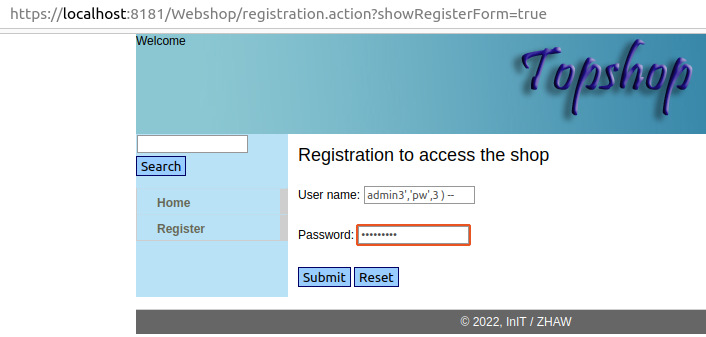 https://localhost:8181/Webshop/registration.action?showRegisterForm=true
Welcome
Topshop
Search
Registration to access the shop
Home
Register
User name: admin3','pw',3 ) --
Password: •••••••••
Submit Reset
© 2022, InIT / ZHAW